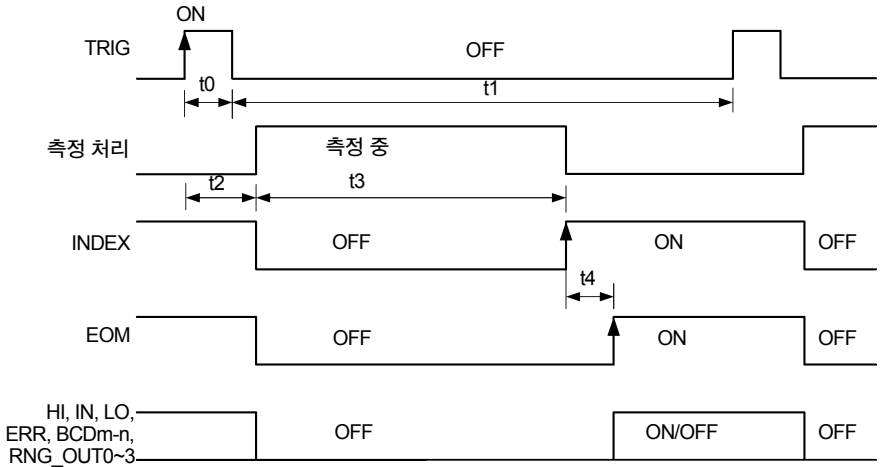 ON
TRIG
OFF
t0
t1
측정 처리
측정 중
t2
t3
INDEX
OFF
ON
OFF
t4
EOM
OFF
ON
OFF
HI, IN, LO,
ERR, BCDm-n,
RNG_OUT0~3
OFF
ON/OFF
OFF